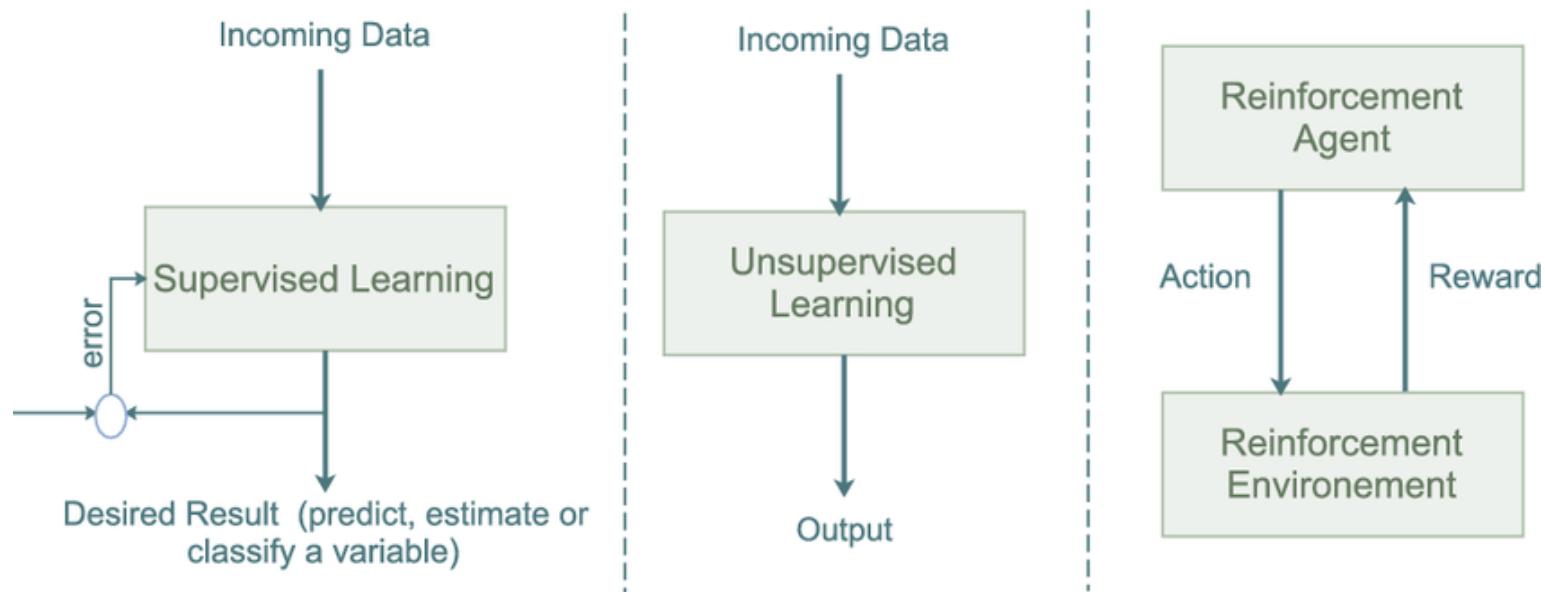 Incoming Data
Supervised Learning
error
Desired Result (predict, estimate or
classify a variable)
Incoming Data
Unsupervised
Learning
Output
Reinforcement
Agent
Action
Reward
Reinforcement
Environement